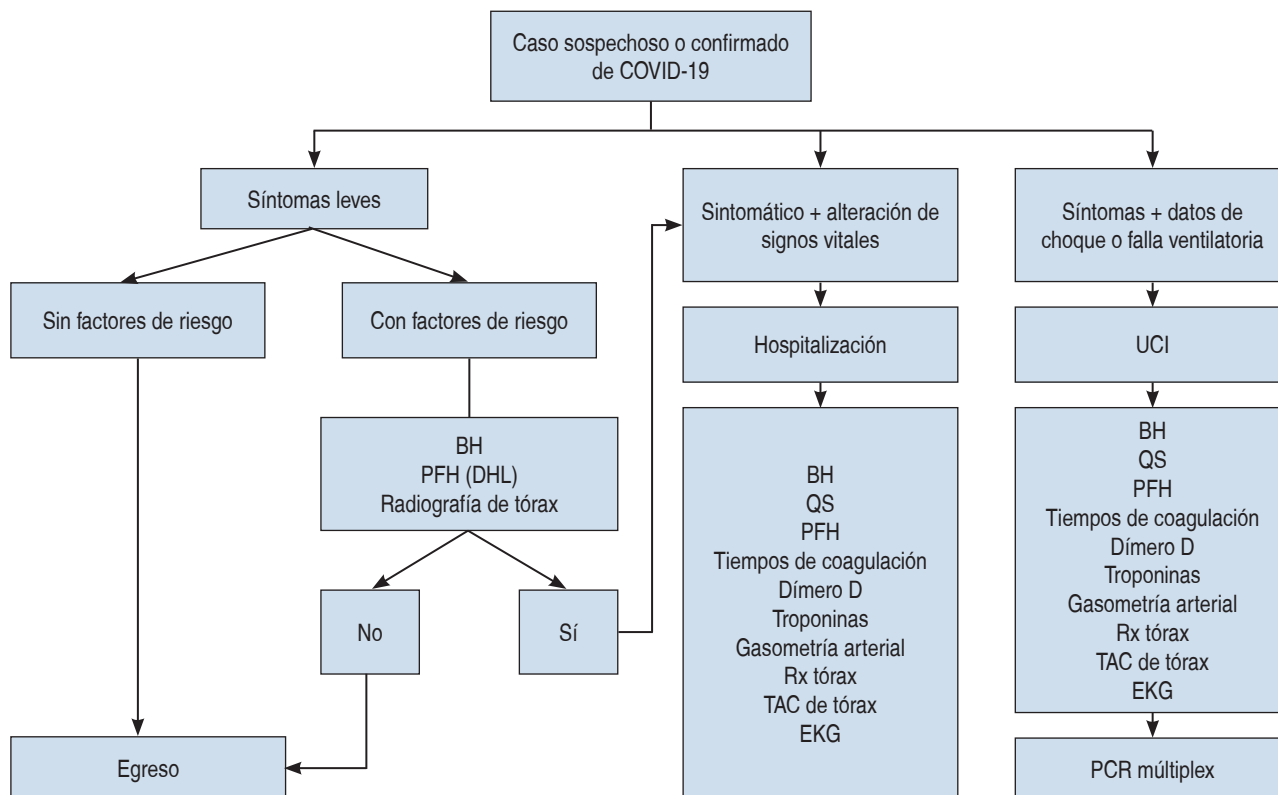 Caso sospechoso o confirmado
de COVID-19
Síntomas leves
Sintomático + alteración de
signos vitales
Síntomas + datos de
choque o falla ventilatoria
Sin factores de riesgo
Con factores de riesgo
Hospitalización
UCI
BH
PFH (DHL)
Radiografía de tórax
No
Sí
Egreso
BH
QS
PFH
Tiempos de coagulación
Dímero D
Troponinas
Gasometría arterial
Rx tórax
TAC de tórax
EKG
BH
QS
PFH
Tiempos de coagulación
Dímero D
Troponinas
Gasometría arterial
Rx tórax
TAC de tórax
EKG
PCR múltiplex